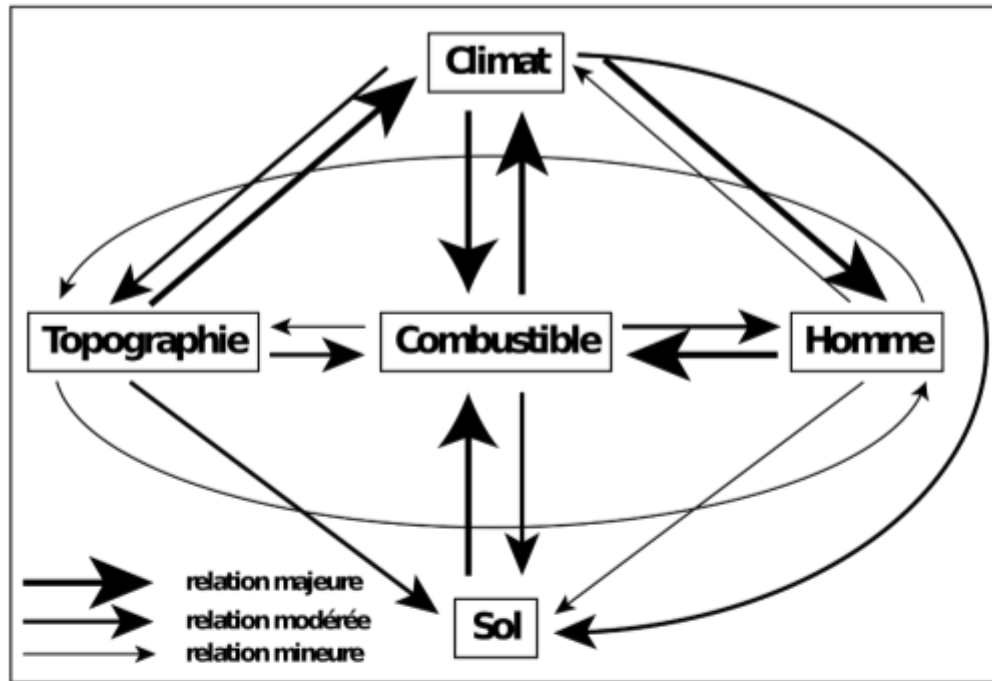 Climat
Topographie
Combustible
Homme
relation majeure
relation modérée
relation mineure
Sol